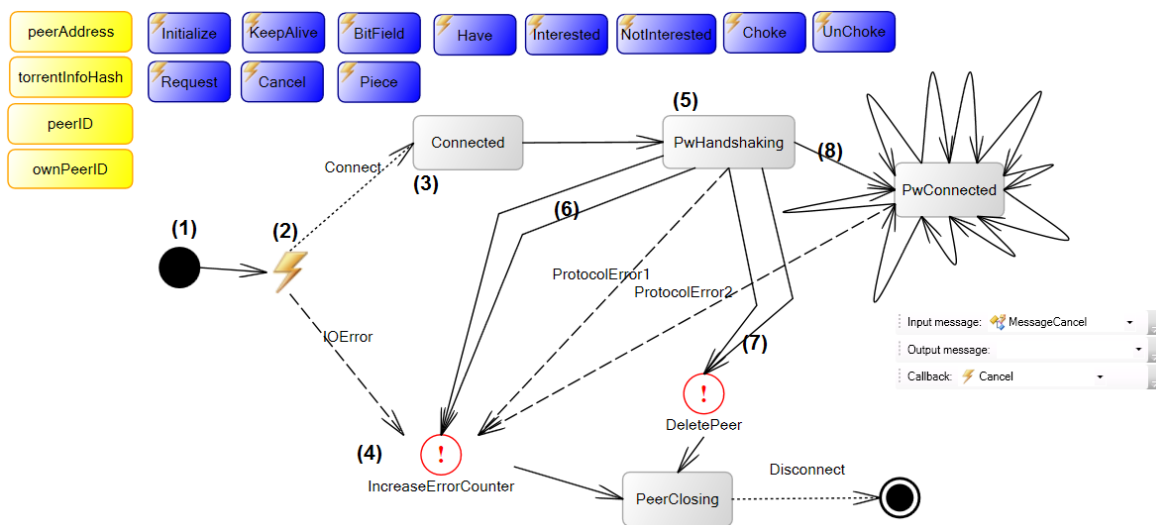 peerAddress
Initialize
KeepAlive
BitField
Have
Interested
NotInterested
Choke
UnChoke
torrentInfoHash
Request
Cancel
Piece
peerID
ownPeerID
(5)
Connected
PwHandshaking
(8)
Connect
(3)
PwConnected
(6)
(1)
(2)
ProtocolError1
ProtocolError2
IOError
Input message: MessageCancel
(7)
Output message:
Callback: Cancel
!
DeletePeer
(4)
!
IncreaseErrorCounter
Disconnect
PeerClosing